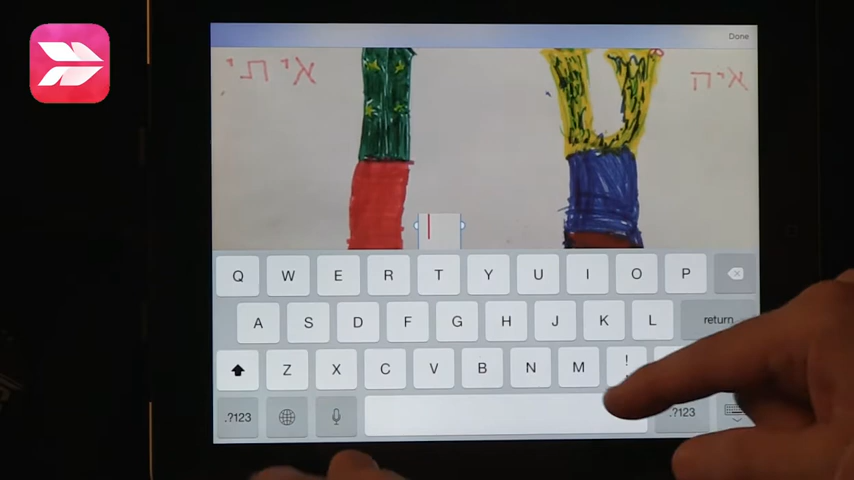 Done
איתי
איה
Q W E R T Y U I O P
A S D F G H J K L return
Z X C V B N M !
.?123 .?123